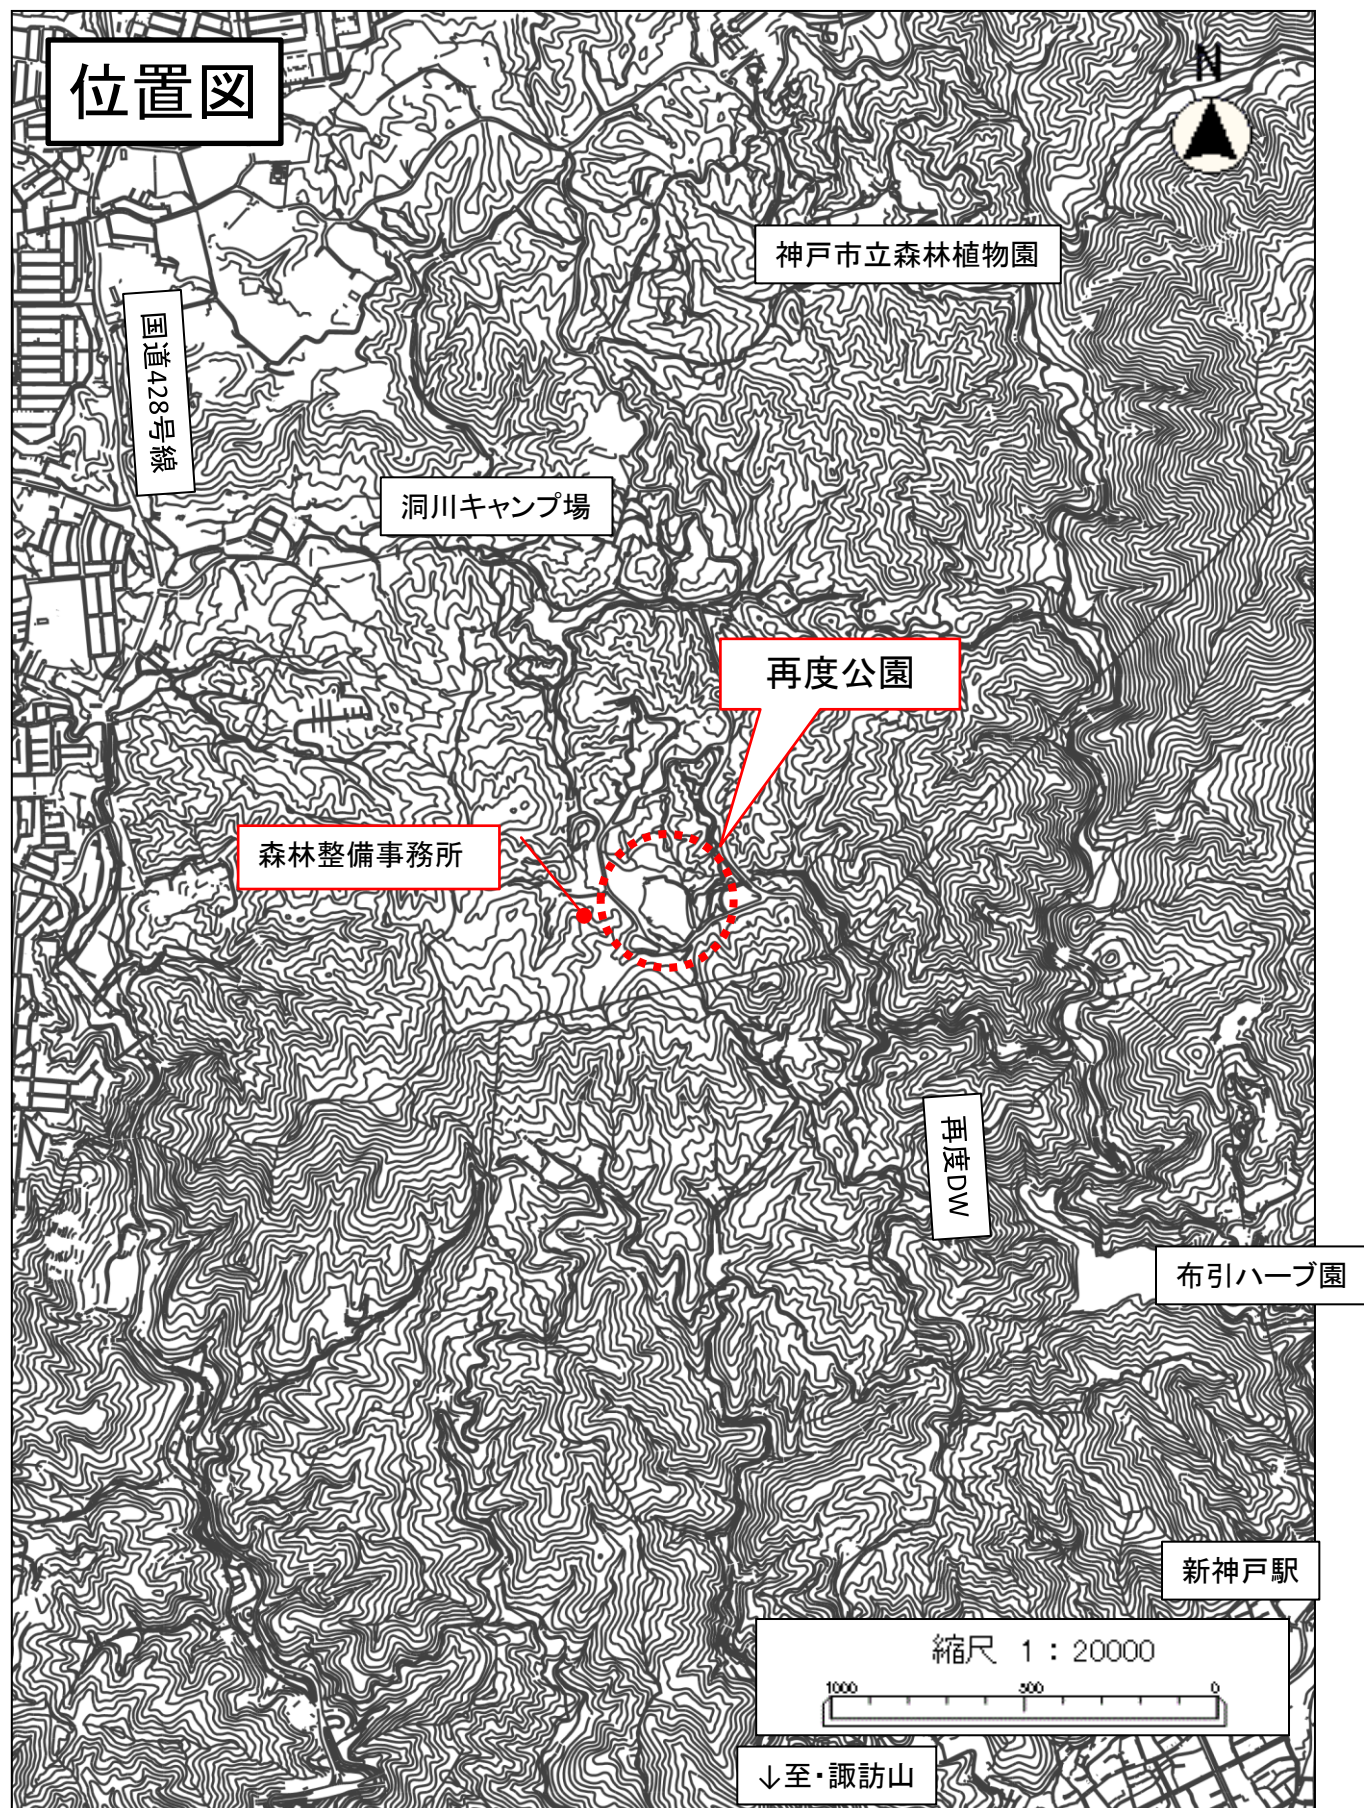 位置図
N
神戸市立森林植物園
国道428号線
洞川キャンプ場
再度公園
森林整備事務所
再度DW
布引ハーブ園
新神戸駅
縮尺 1：20000
1000 500 0
↓至・諏訪山